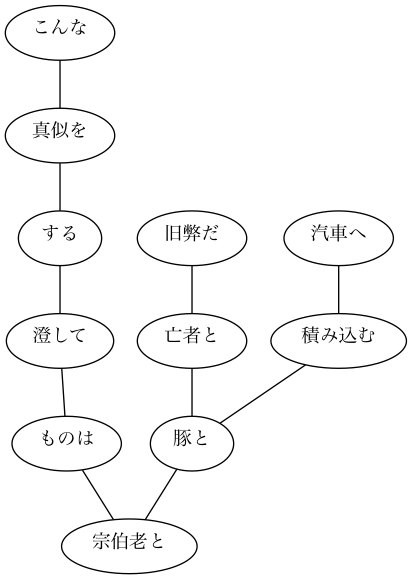 こんな
真似を
する 旧弊だ 汽車へ
澄して 亡者と 積み込む
ものは 豚と
宗伯老と